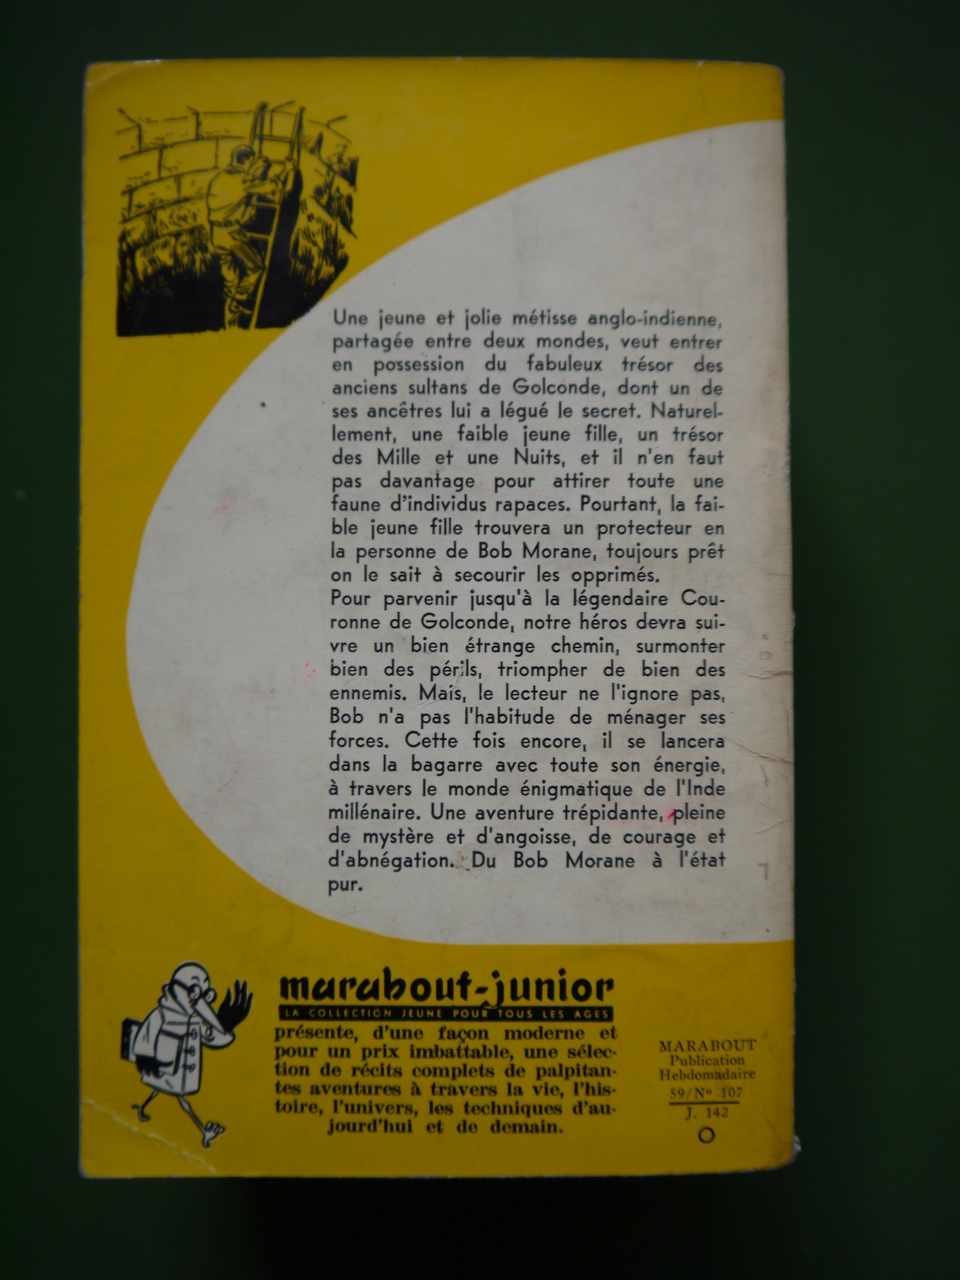 Une jeune et jolie métisse anglo-indienne,
partagée entre deux mondes, veut entrer
en possession du fabuleux trésor des
anciens sultans de Golconde, dont un de
ses ancêtres lui a légué le secret. Naturel-
lement, une faible jeune fille, un trésor
des Mille et une Nuits, et il n'en faut
pas davantage pour attirer toute une
faune d'individus rapaces. Pourtant, la fai-
ble jeune fille trouvera un protecteur en
la personne de Bob Morane, toujours prêt
on le sait à secourir les opprimés.
Pour parvenir jusqu'à la légendaire Cou-
ronne de Golconde, notre héros devra sui-
vre un bien étrange chemin, surmonter
bien des périls, triompher de bien des
ennemis. Mais, le lecteur ne l'ignore pas,
Bob n'a pas l'habitude de ménager ses
forces. Cette fois encore, il se lancera
dans la bagarre avec toute son énergie,
à travers le monde énigmatique de l'Inde
millénaire. Une aventure trépidante, pleine
de mystère et d'angoisse, de courage et
d'abnégation. Du Bob Morane à l'état
pur.
marabout-junior
LA COLLECTION JEUNE POUR TOUS LES AGES
présente, d'une façon moderne et
pour un prix imbattable, une sélec-
tion de récits complets de palpitan-
tes aventures à travers la vie, l'his-
toire, l'univers, les techniques d'au-
jourd'hui et de demain.
MARABOUT
Publication
Hebdomadaire
59/Nº 107
J. 142
O